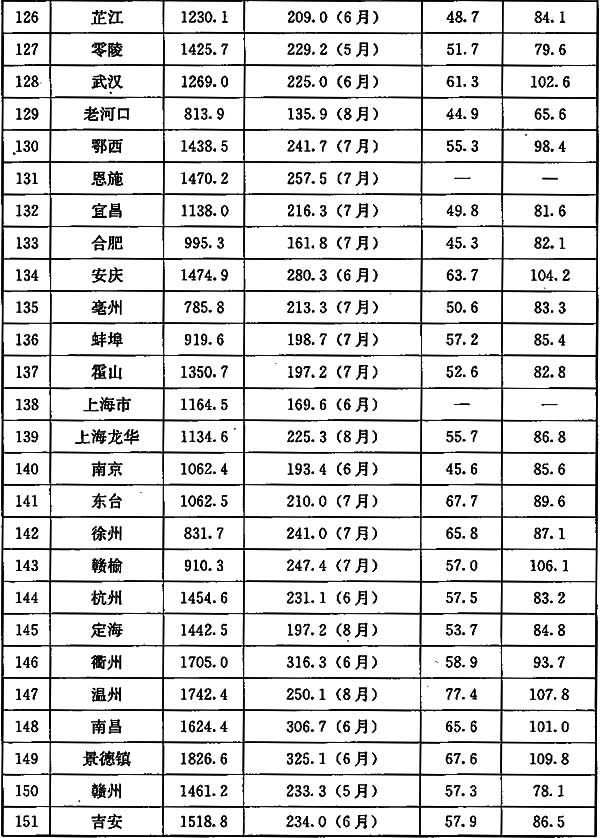 126 芷江 1230.1 209.0(6月) 48.7 84.1
127 零陵 1425.7 229.2(5月) 51.7 79.6
128 武汉 1269.0 225.0(6月) 61.3 102.6
129 老河口 813.9 135.9(8月) 44.9 65.6
130 鄂西 1438.5 241.7(7月) 55.3 98.4
131 恩施 1470.2 257.5(7月) — —
132 宜昌 1138.0 216.3(7月) 49.8 81.6
133 合肥 995.3 161.8(7月) 45.3 82.1
134 安庆 1474.9 280.3(6月) 63.7 104.2
135 亳州 785.8 213.3(7月) 50.6 83.3
136 蚌埠 919.6 198.7(7月) 57.2 85.4
137 霍山 1350.7 197.2(7月) 52.6 82.8
138 上海市 1164.5 169.6(6月) — —
139 上海龙华 1134.6 225.3(8月) 55.7 86.8
140 南京 1062.4 193.4(6月) 45.6 85.6
141 东台 1062.5 210.0(7月) 67.7 89.6
142 徐州 831.7 241.0(7月) 65.8 87.1
143 赣榆 910.3 247.4(7月) 57.0 106.1
144 杭州 1454.6 231.1(6月) 57.5 83.2
145 定海 1442.5 197.2(8月) 53.7 84.8
146 衢州 1705.0 316.3(6月) 58.9 93.7
147 温州 1742.4 250.1(8月) 77.4 107.8
148 南昌 1624.4 306.7(6月) 65.6 101.0
149 景德镇 1826.6 325.1(6月) 67.6 109.8
150 赣州 1461.2 233.3(5月) 57.3 78.1
151 吉安 1518.8 234.0(6月) 57.9 86.5